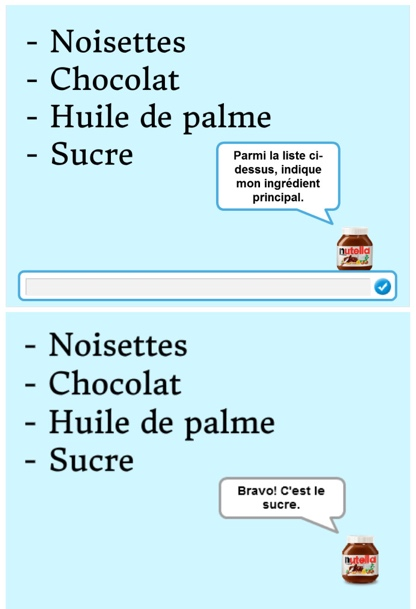 - Noisettes
- Chocolat
- Huile de palme
- Sucre
Parmi la liste ci-
dessus, indique
mon ingrédient
principal.
nutella
- Noisettes
- Chocolat
- Huile de palme
- Sucre
Bravo! C'est le
sucre.
nutella